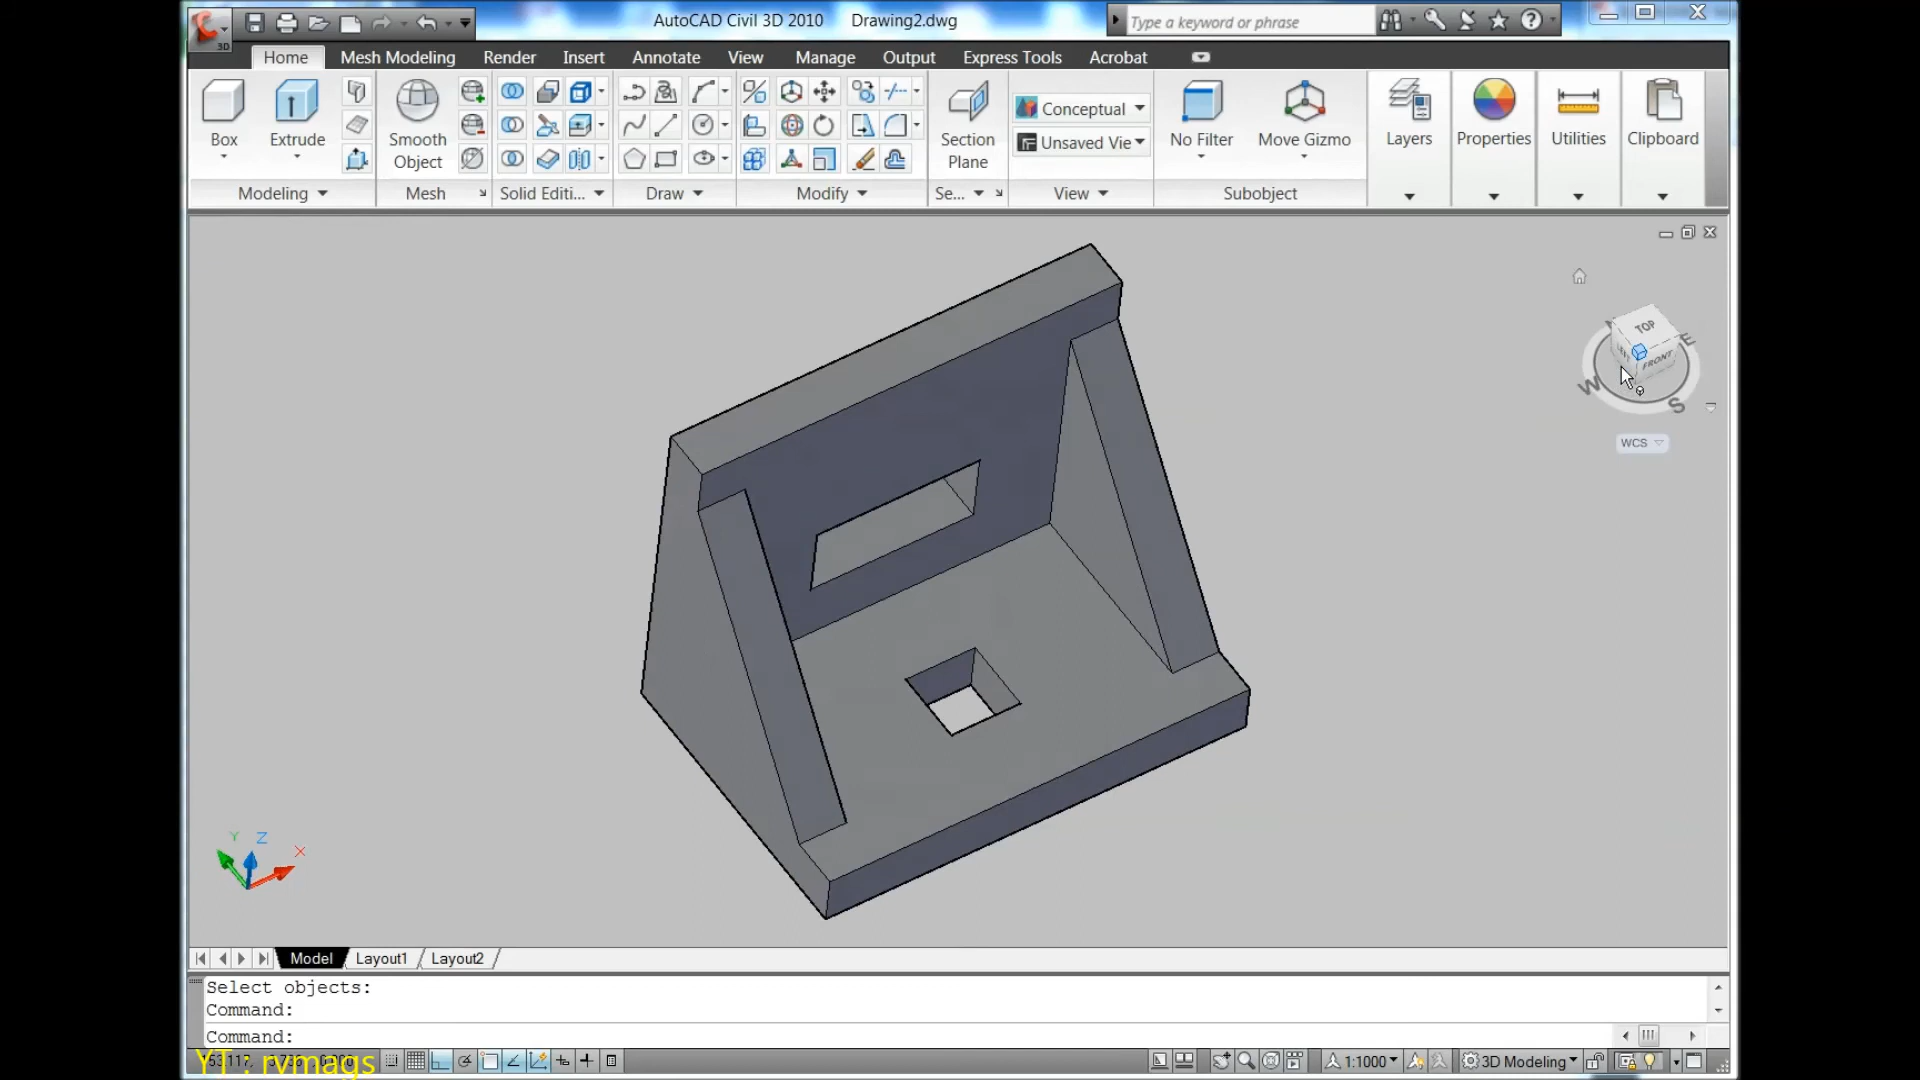 AutoCAD Civil 3D 2010 Drawing2.dwg
Type a keyword or phrase
3D
Home Mesh Modeling Render Insert Annotate View Manage Output Express Tools Acrobat
Box Extrude Smooth Object Section Plane Conceptual Unsaved Vie No Filter Move Gizmo Layers Properties Utilities Clipboard
Modeling Mesh Solid Editi... Draw Modify Se... View Subobject
TOP
LEFT FRONT
E
W
S
WCS
Y Z X
Model Layout1 Layout2
Select objects:
Command:
Command:
YT : rvmags
1:1000 3D Modeling